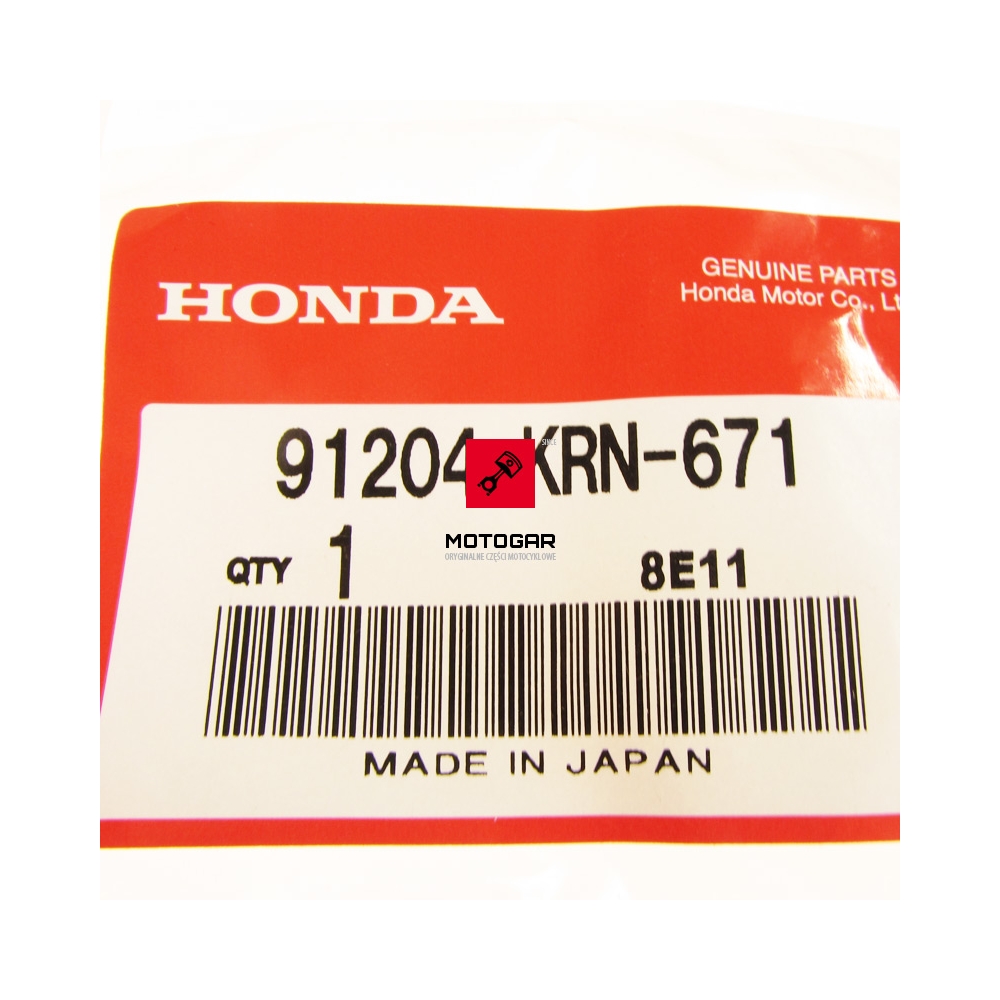 HONDA
GENUINE PARTS
Honda Motor Co., Lt
91204-KRN-671
SINCE
MOTOGAR
ORYGINALNE CZĘŚCI MOTOCYKLOWE
QTY 1
8E11
MADE IN JAPAN